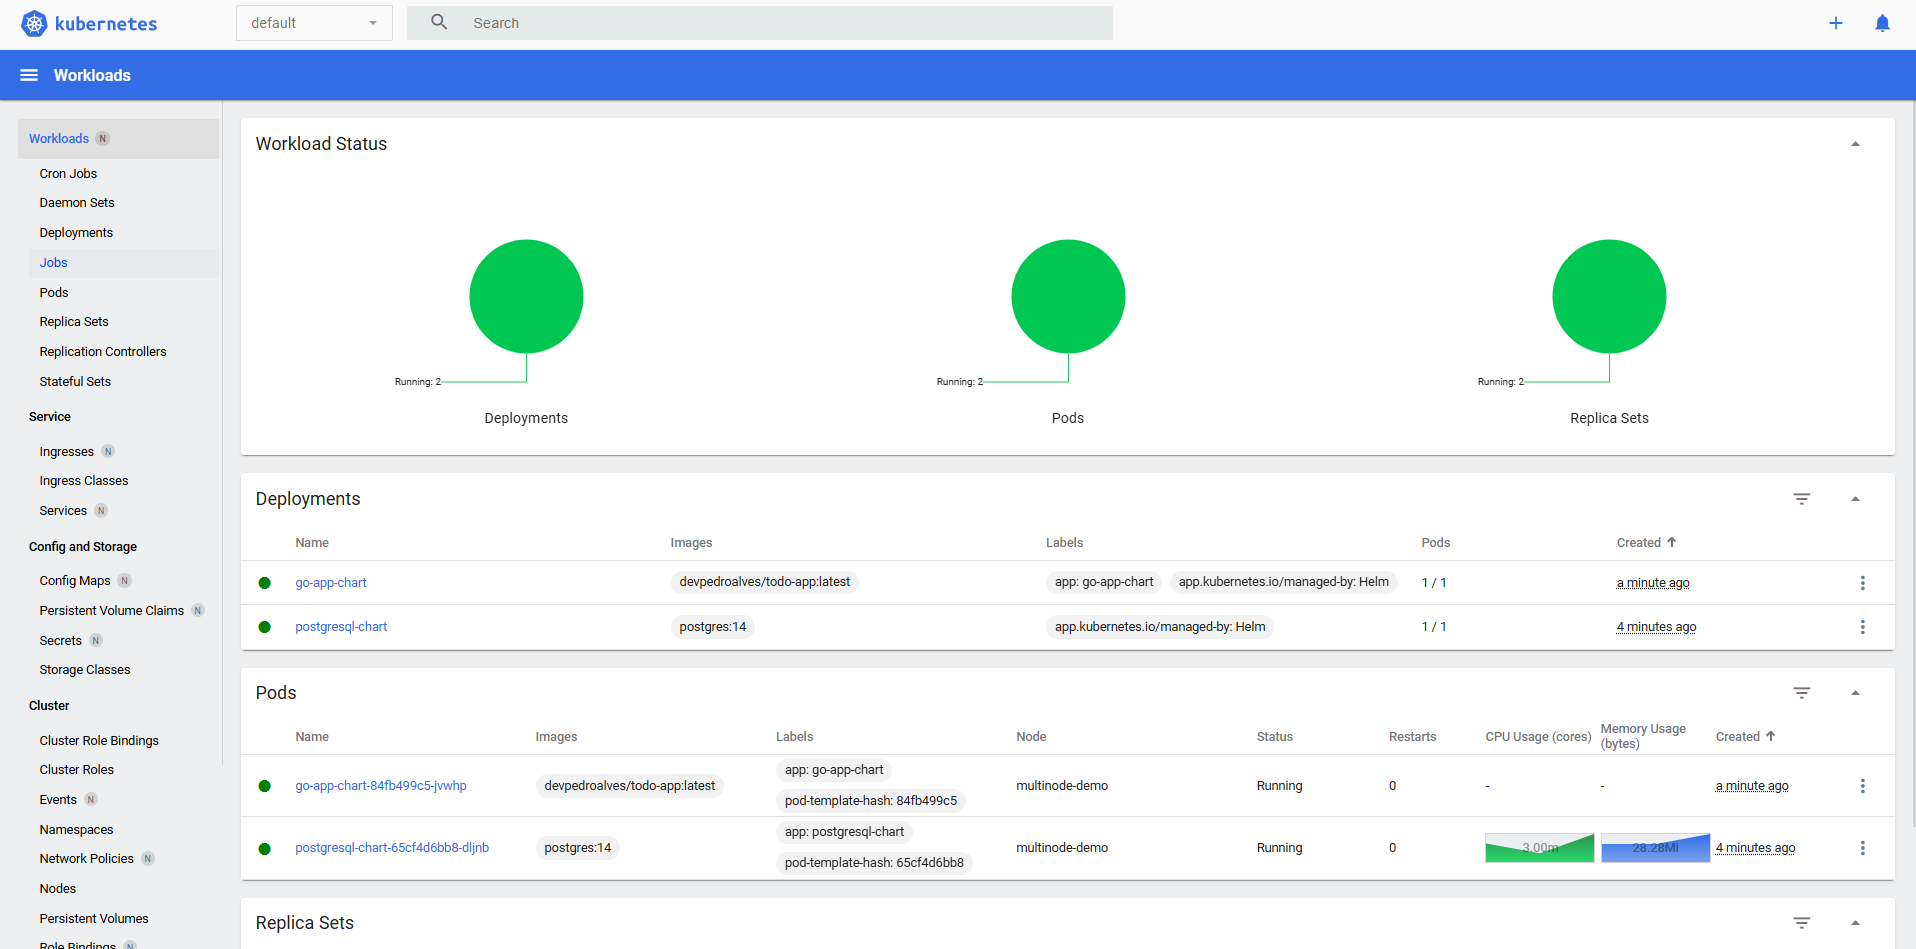 kubernetes
default
Search
Workloads
Workloads N
Cron Jobs
Daemon Sets
Deployments
Jobs
Pods
Replica Sets
Replication Controllers
Stateful Sets
Service
Ingresses N
Ingress Classes
Services N
Config and Storage
Config Maps N
Persistent Volume Claims N
Secrets N
Storage Classes
Cluster
Cluster Role Bindings
Cluster Roles
Events N
Namespaces
Network Policies N
Nodes
Persistent Volumes
Role Bindings N
Workload Status
Running: 2
Deployments
Running: 2
Pods
Running: 2
Replica Sets
Deployments
Name Images Labels Pods Created
go-app-chart devpedroalves/todo-app:latest app: go-app-chart app.kubernetes.io/managed-by: Helm 1 / 1 a minute ago
postgresql-chart postgres:14 app.kubernetes.io/managed-by: Helm 1 / 1 4 minutes ago
Pods
Name Images Labels Node Status Restarts CPU Usage (cores) Memory Usage (bytes) Created
go-app-chart-84fb499c5-jvwhp devpedroalves/todo-app:latest app: go-app-chart multinode-demo Running 0 - - a minute ago
pod-template-hash: 84fb499c5
postgresql-chart-65cf4d6bb8-dljnb postgres:14 app: postgresql-chart multinode-demo Running 0 3.00m 28.28Mi 4 minutes ago
pod-template-hash: 65cf4d6bb8
Replica Sets